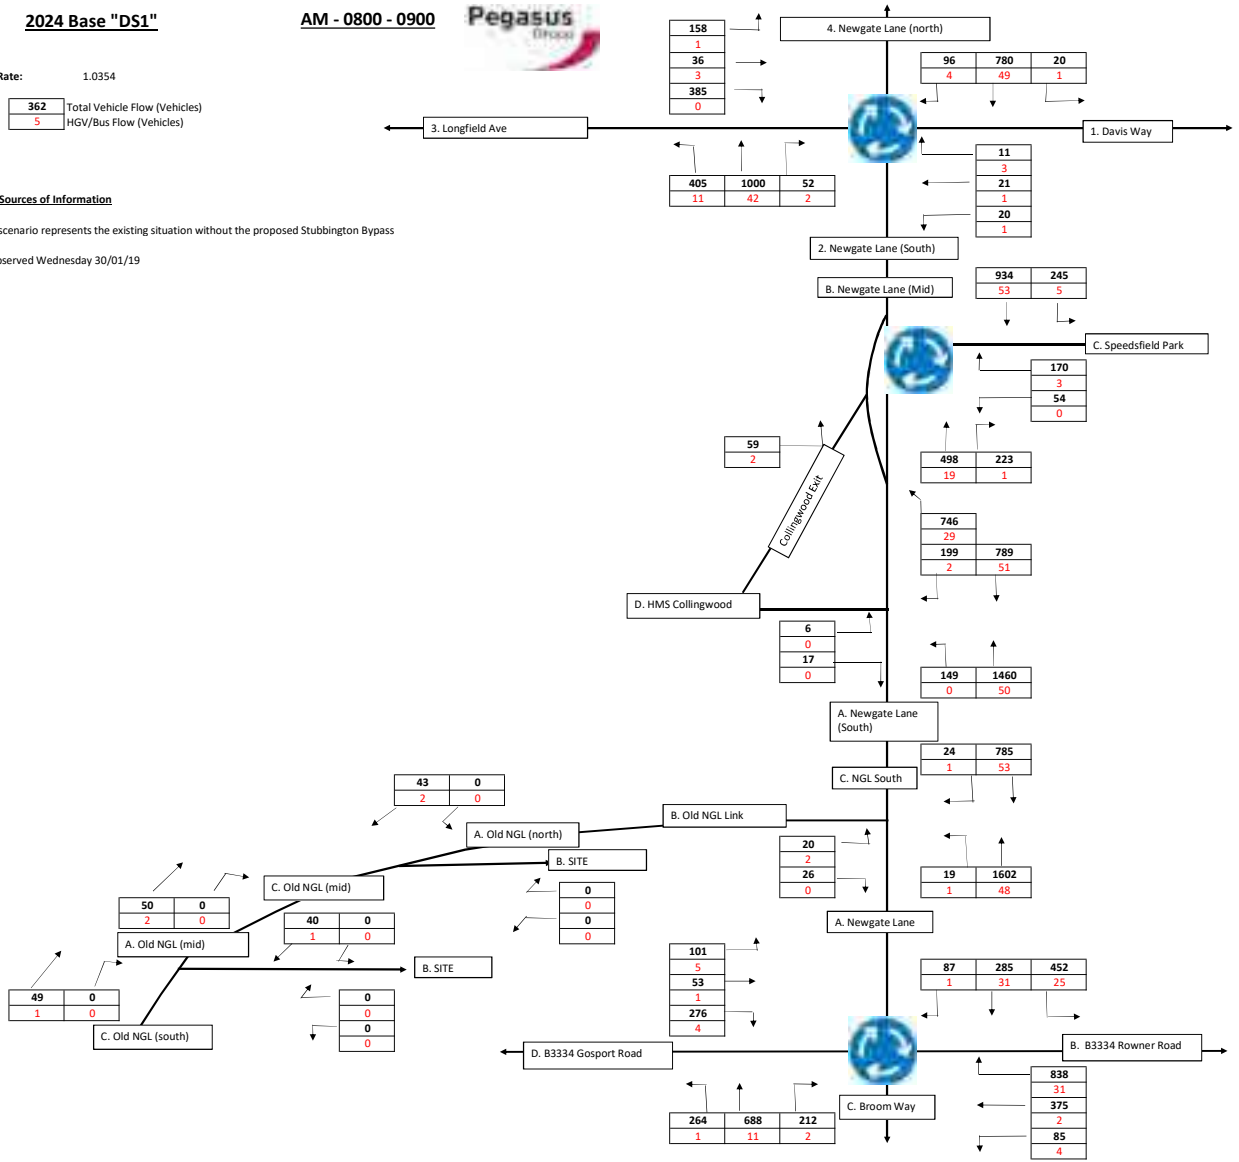 2024 Base "DS1"
AM - 0800 - 0900
Pegasus
Group
Rate: 1.0354
362 Total Vehicle Flow (Vehicles)
5 HGV/Bus Flow (Vehicles)
Sources of Information
scenario represents the existing situation without the proposed Stubbington Bypass
bserved Wednesday 30/01/19
158
1
36
3
385
0
4. Newgate Lane (north)
96 780 20
4 49 1
3. Longfield Ave
1. Davis Way
405 1000 52
11 42 2
11
3
21
1
20
1
2. Newgate Lane (South)
B. Newgate Lane (Mid)
934 245
53 5
C. Speedsfield Park
170
3
54
0
59
2
498 223
19 1
Collingwood Exit
746
29
199 789
2 51
D. HMS Collingwood
6
0
17
0
149 1460
0 50
A. Newgate Lane
(South)
24 785
1 53
C. NGL South
43 0
2 0
B. Old NGL Link
A. Old NGL (north)
20
2
26
0
B. SITE
19 1602
1 48
C. Old NGL (mid)
0
0
0
0
50 0
2 0
40 0
1 0
A. Newgate Lane
A. Old NGL (mid)
B. SITE
101
5
53
1
276
4
87 285 452
1 31 25
49 0
1 0
0
0
0
0
C. Old NGL (south)
D. B3334 Gosport Road
B. B3334 Rowner Road
838
31
375
2
85
4
C. Broom Way
264 688 212
1 11 2